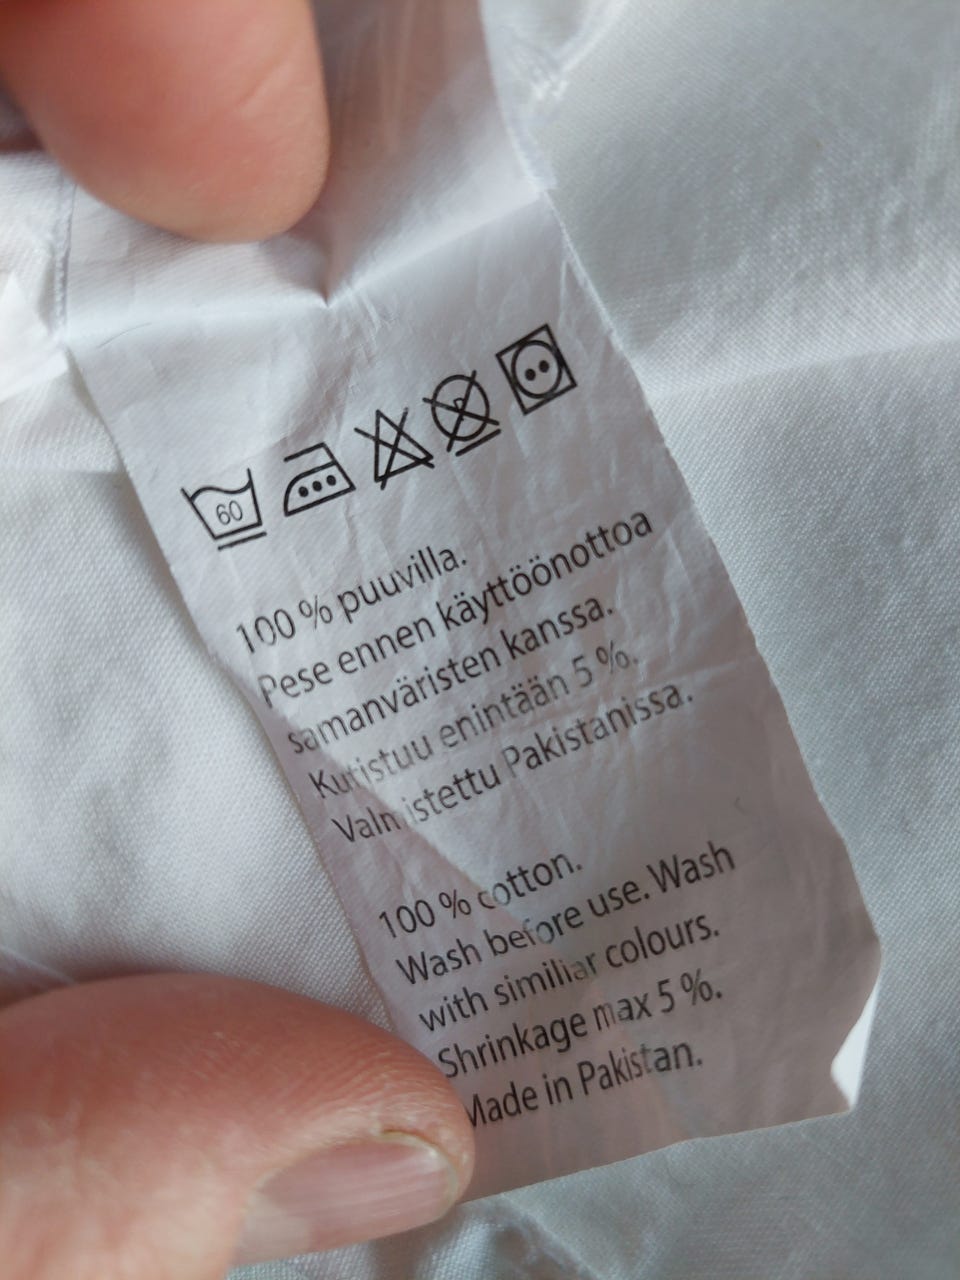 60
P
100 % puuvilla.
Pese ennen käyttöönottoa
samanväristen kanssa.
Kutistuu enintään 5 %.
Valmistettu Pakistanissa.
100 % cotton.
Wash before use. Wash
with similiar colours.
Shrinkage max 5 %.
Made in Pakistan.